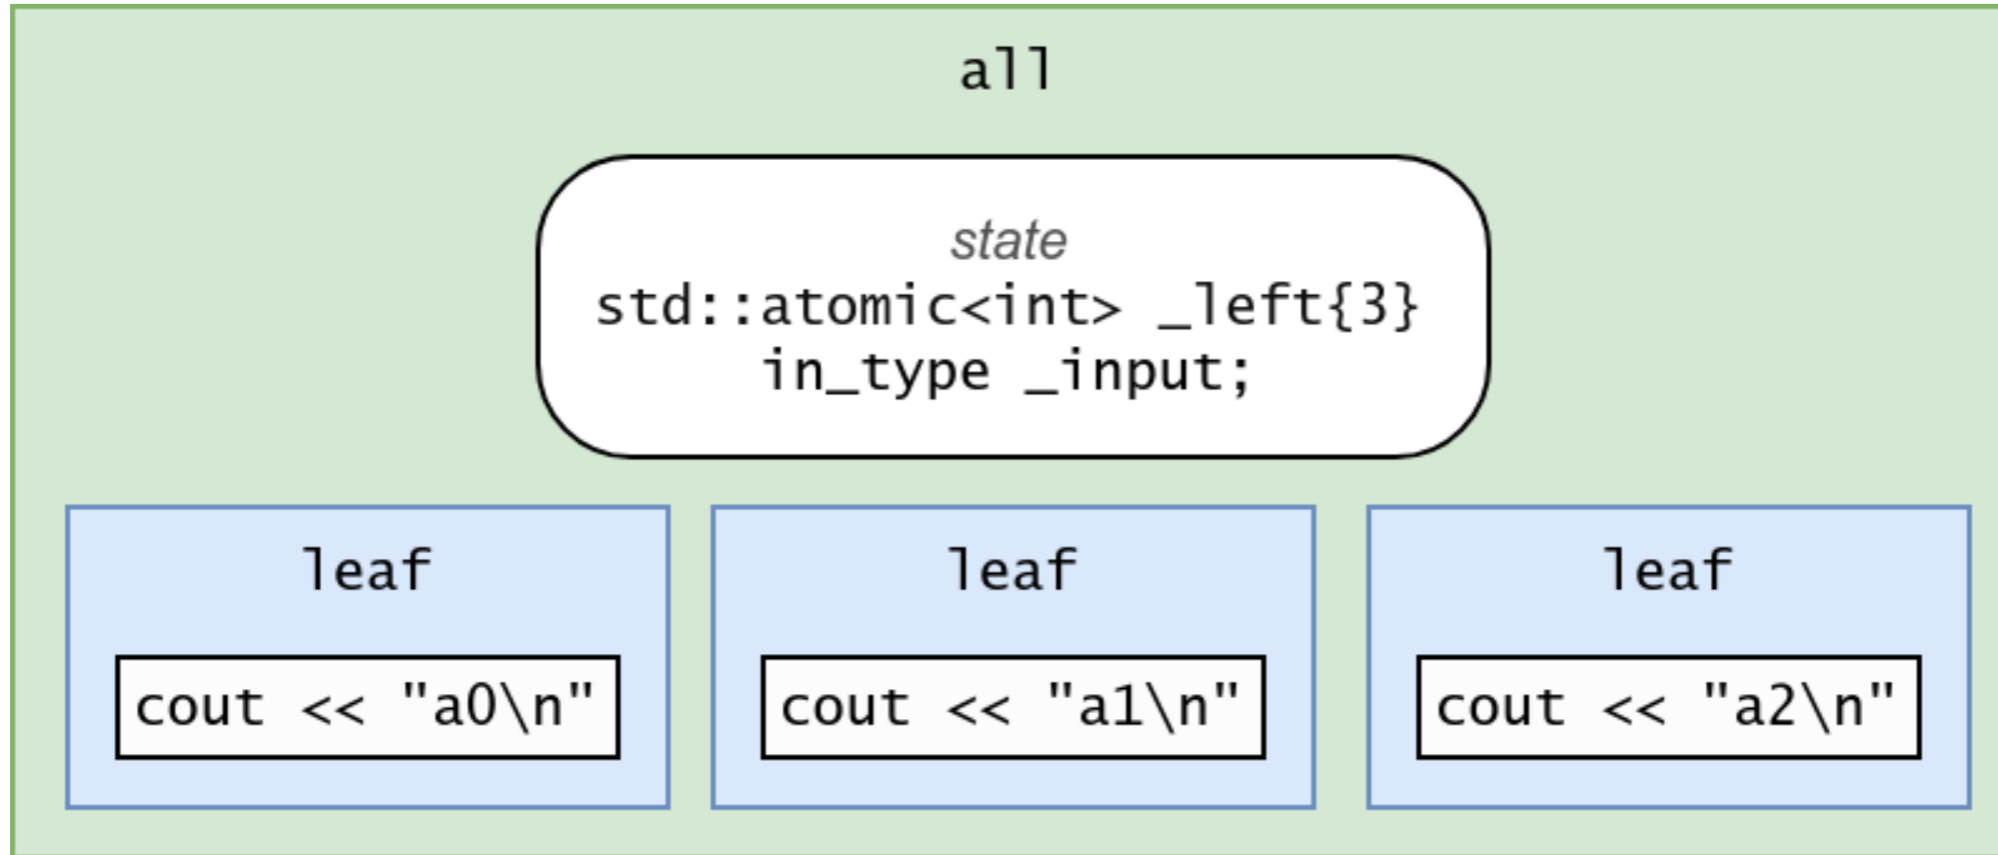 all
state
std::atomic<int> _left{3}
in_type _input;
leaf
cout << "a0\n"
leaf
cout << "a1\n"
leaf
cout << "a2\n"